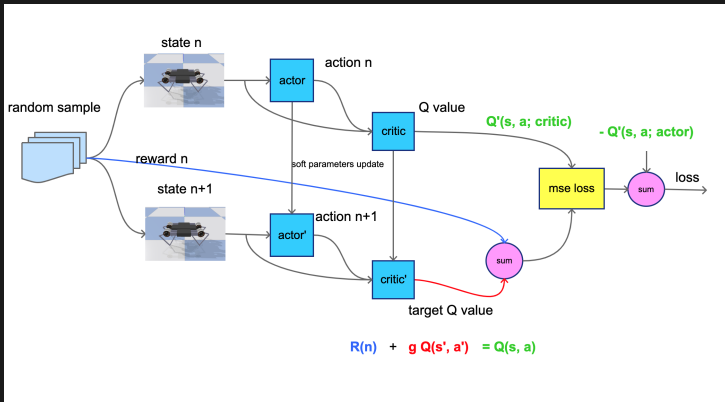 state n
random sample
actor
action n
Q value
critic
Q'(s, a; critic)
- Q'(s, a; actor)
reward n
soft parameters update
mse loss
sum
loss
state n+1
actor'
action n+1
critic'
sum
target Q value
R(n) + g Q(s', a') = Q(s, a)